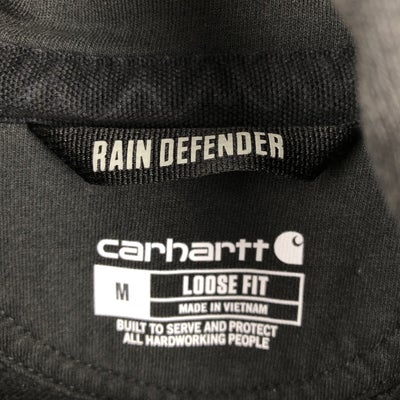 RAIN DEFENDER
carhartt
M
LOOSE FIT
MADE IN VIETNAM
BUILT TO SERVE AND PROTECT
ALL HARDWORKING PEOPLE